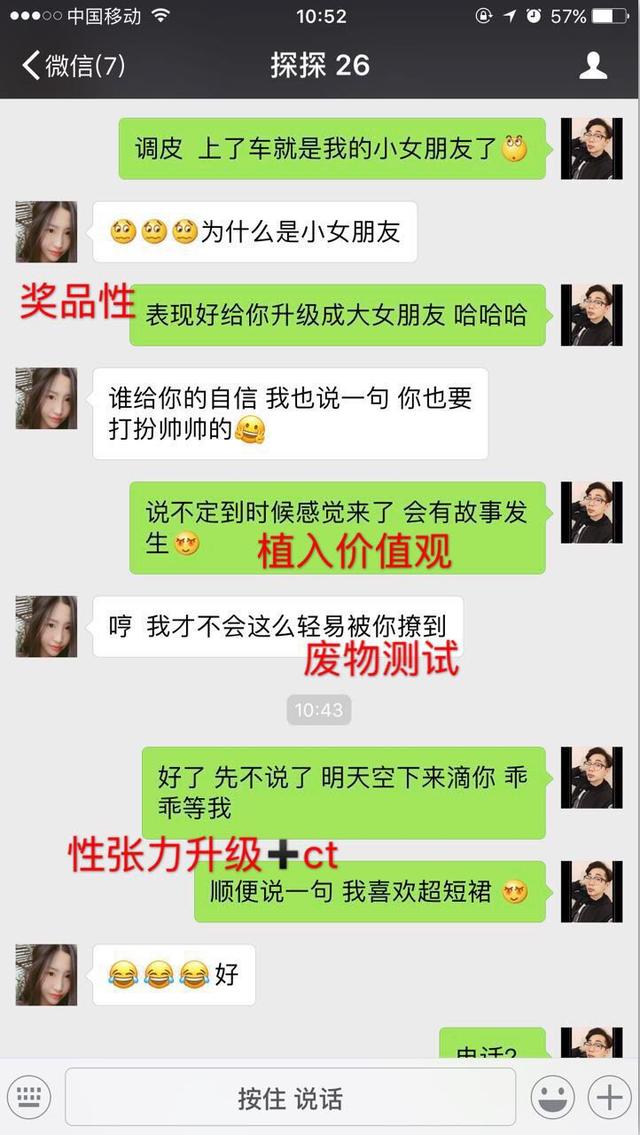 中国移动 10:52 57%
微信(7) 探探 26
调皮 上了车就是我的小女朋友了
为什么是小女朋友
奖品性
表现好给你升级成大女朋友 哈哈哈
谁给你的自信 我也说一句 你也要
打扮帅帅的
说不定到时候感觉来了 会有故事发
生
植入价值观
哼 我才不会这么轻易被你撩到
废物测试
10:43
好了 先不说了 明天空下来滴你 乖
乖等我
性张力升级➕ct
顺便说一句 我喜欢超短裙
好
电话?
按住 说话